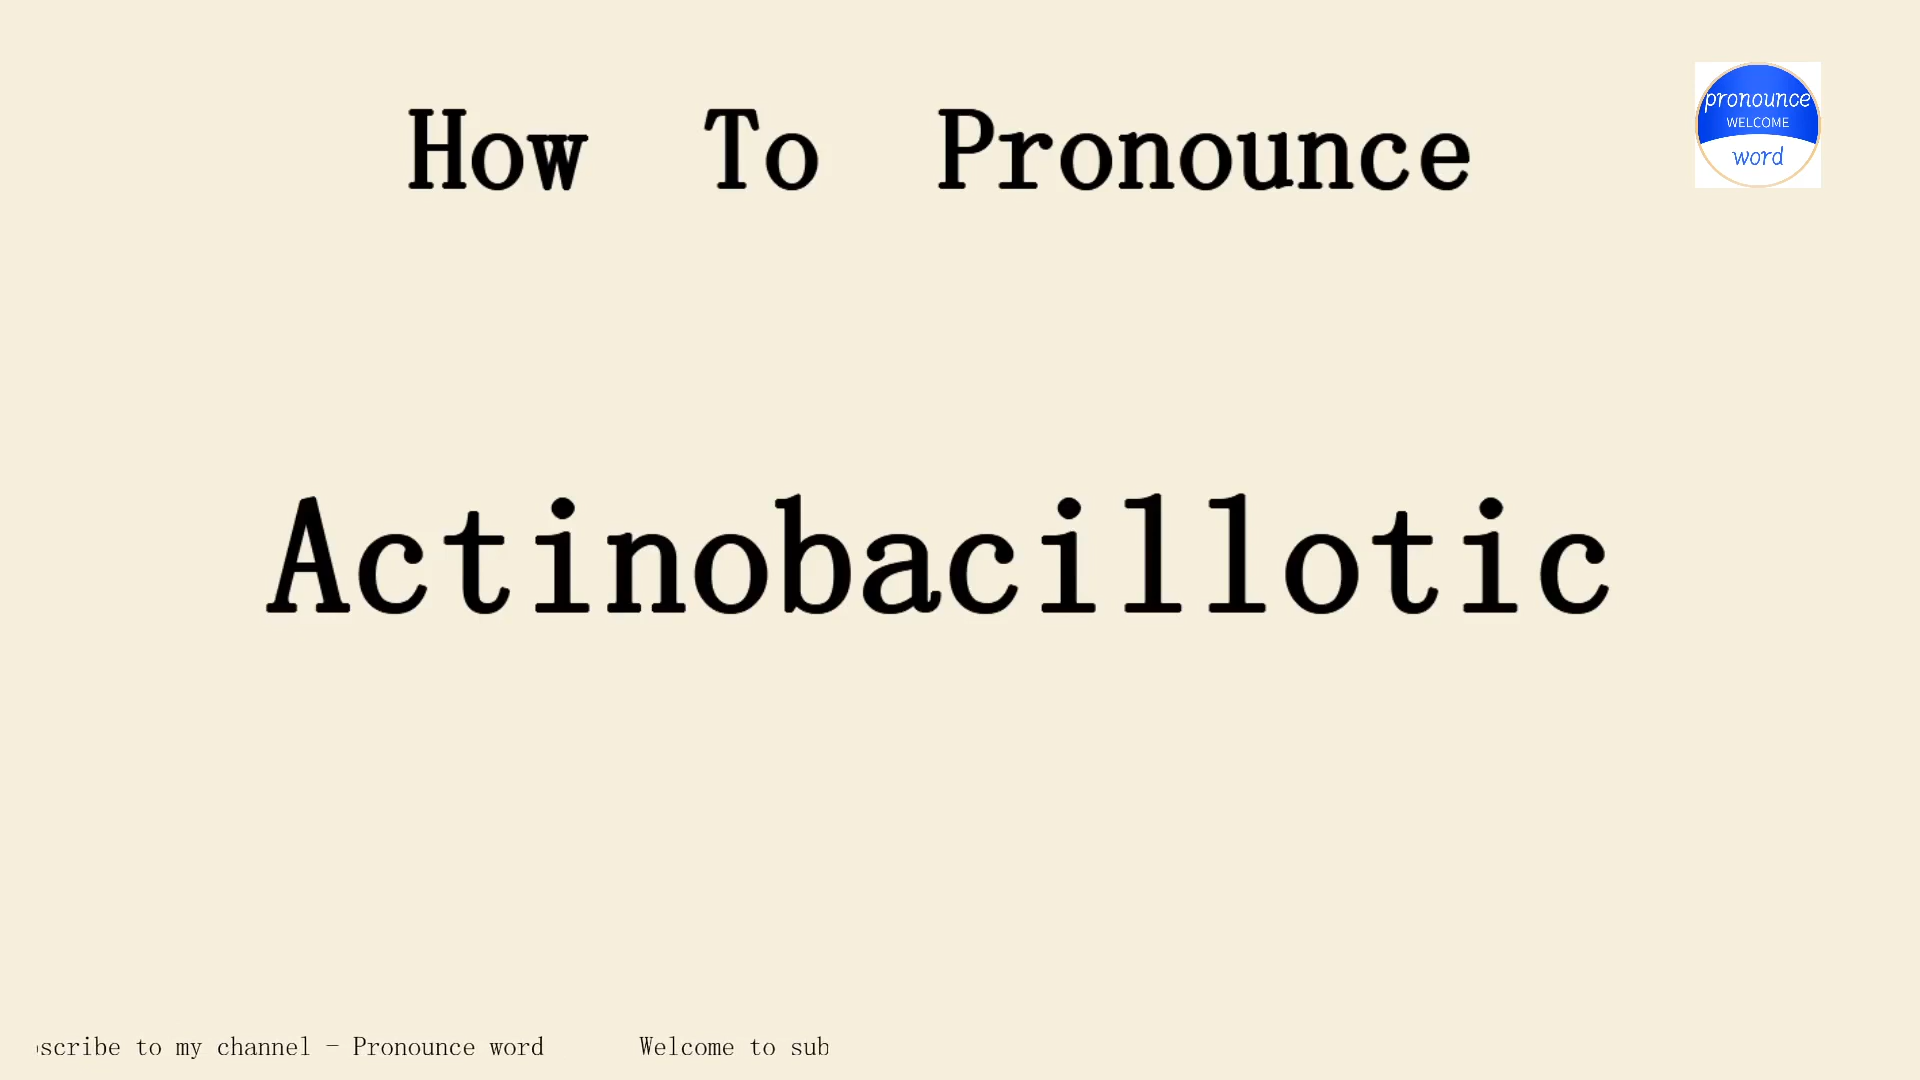 How To Pronounce
pronounce
WELCOME
word
Actinobacillotic
scribe to my channel - Pronounce word Welcome to sub